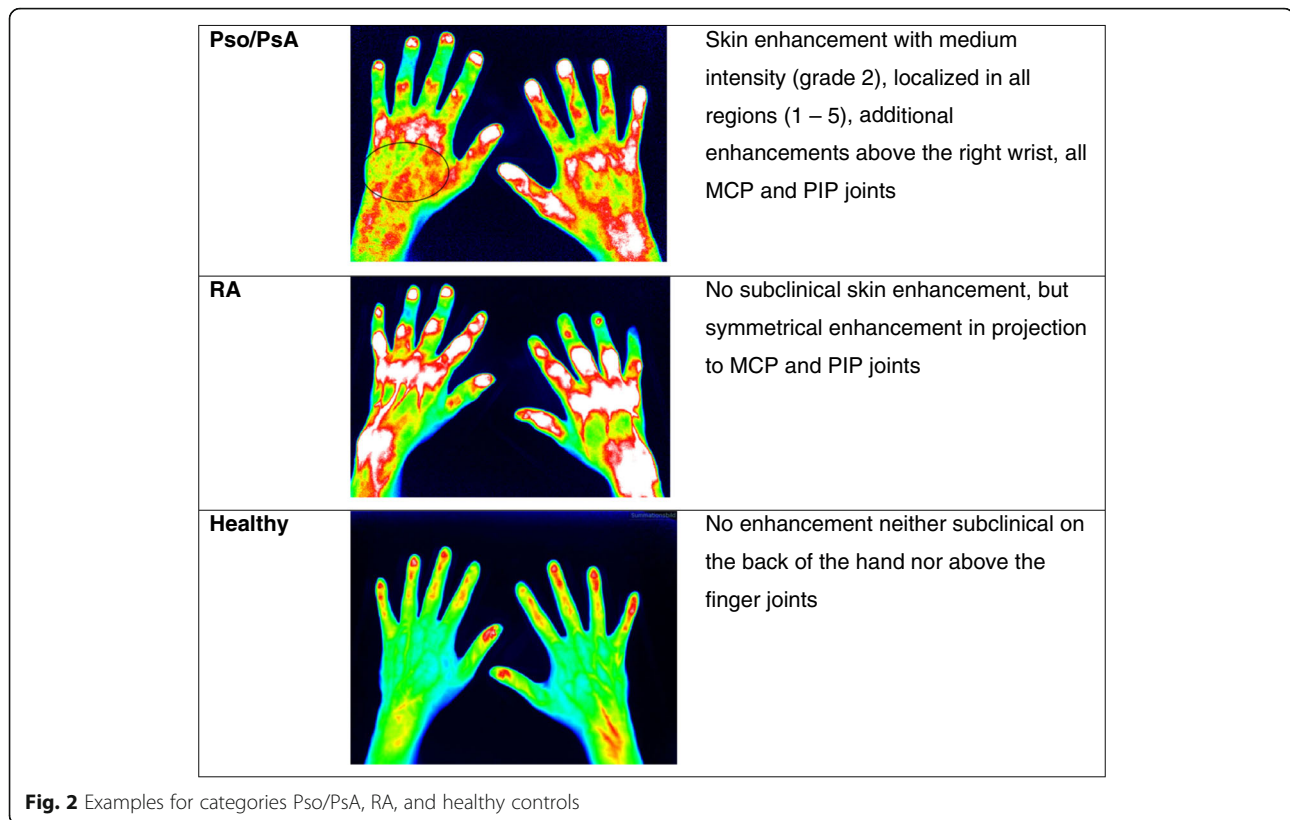 Pso/PsA
Skin enhancement with medium
intensity (grade 2), localized in all
regions (1 – 5), additional
enhancements above the right wrist, all
MCP and PIP joints
RA
No subclinical skin enhancement, but
symmetrical enhancement in projection
to MCP and PIP joints
Healthy
No enhancement neither subclinical on
the back of the hand nor above the
finger joints
Fig. 2 Examples for categories Pso/PsA, RA, and healthy controls